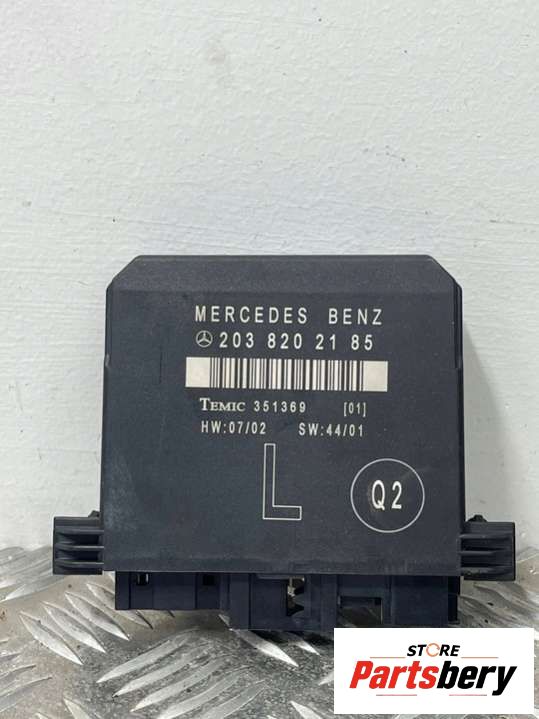 MERCEDES BENZ
203 820 21 85
TEMIC 351369 [01]
HW:07/02 SW:44/01
L
Q2
STORE
Partsbery